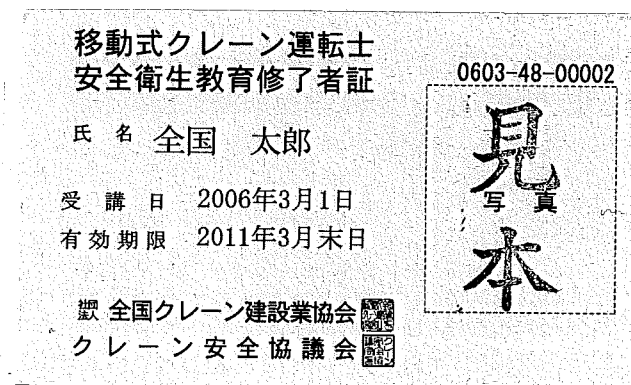 移動式クレーン運転士
安全衛生教育修了者証
0603-48-00002
氏名 全国 太郎
見本
写真
受講日 2006年3月1日
有効期限 2011年3月末日
社団法人 全国クレーン建設業協会
クレーン安全協議会